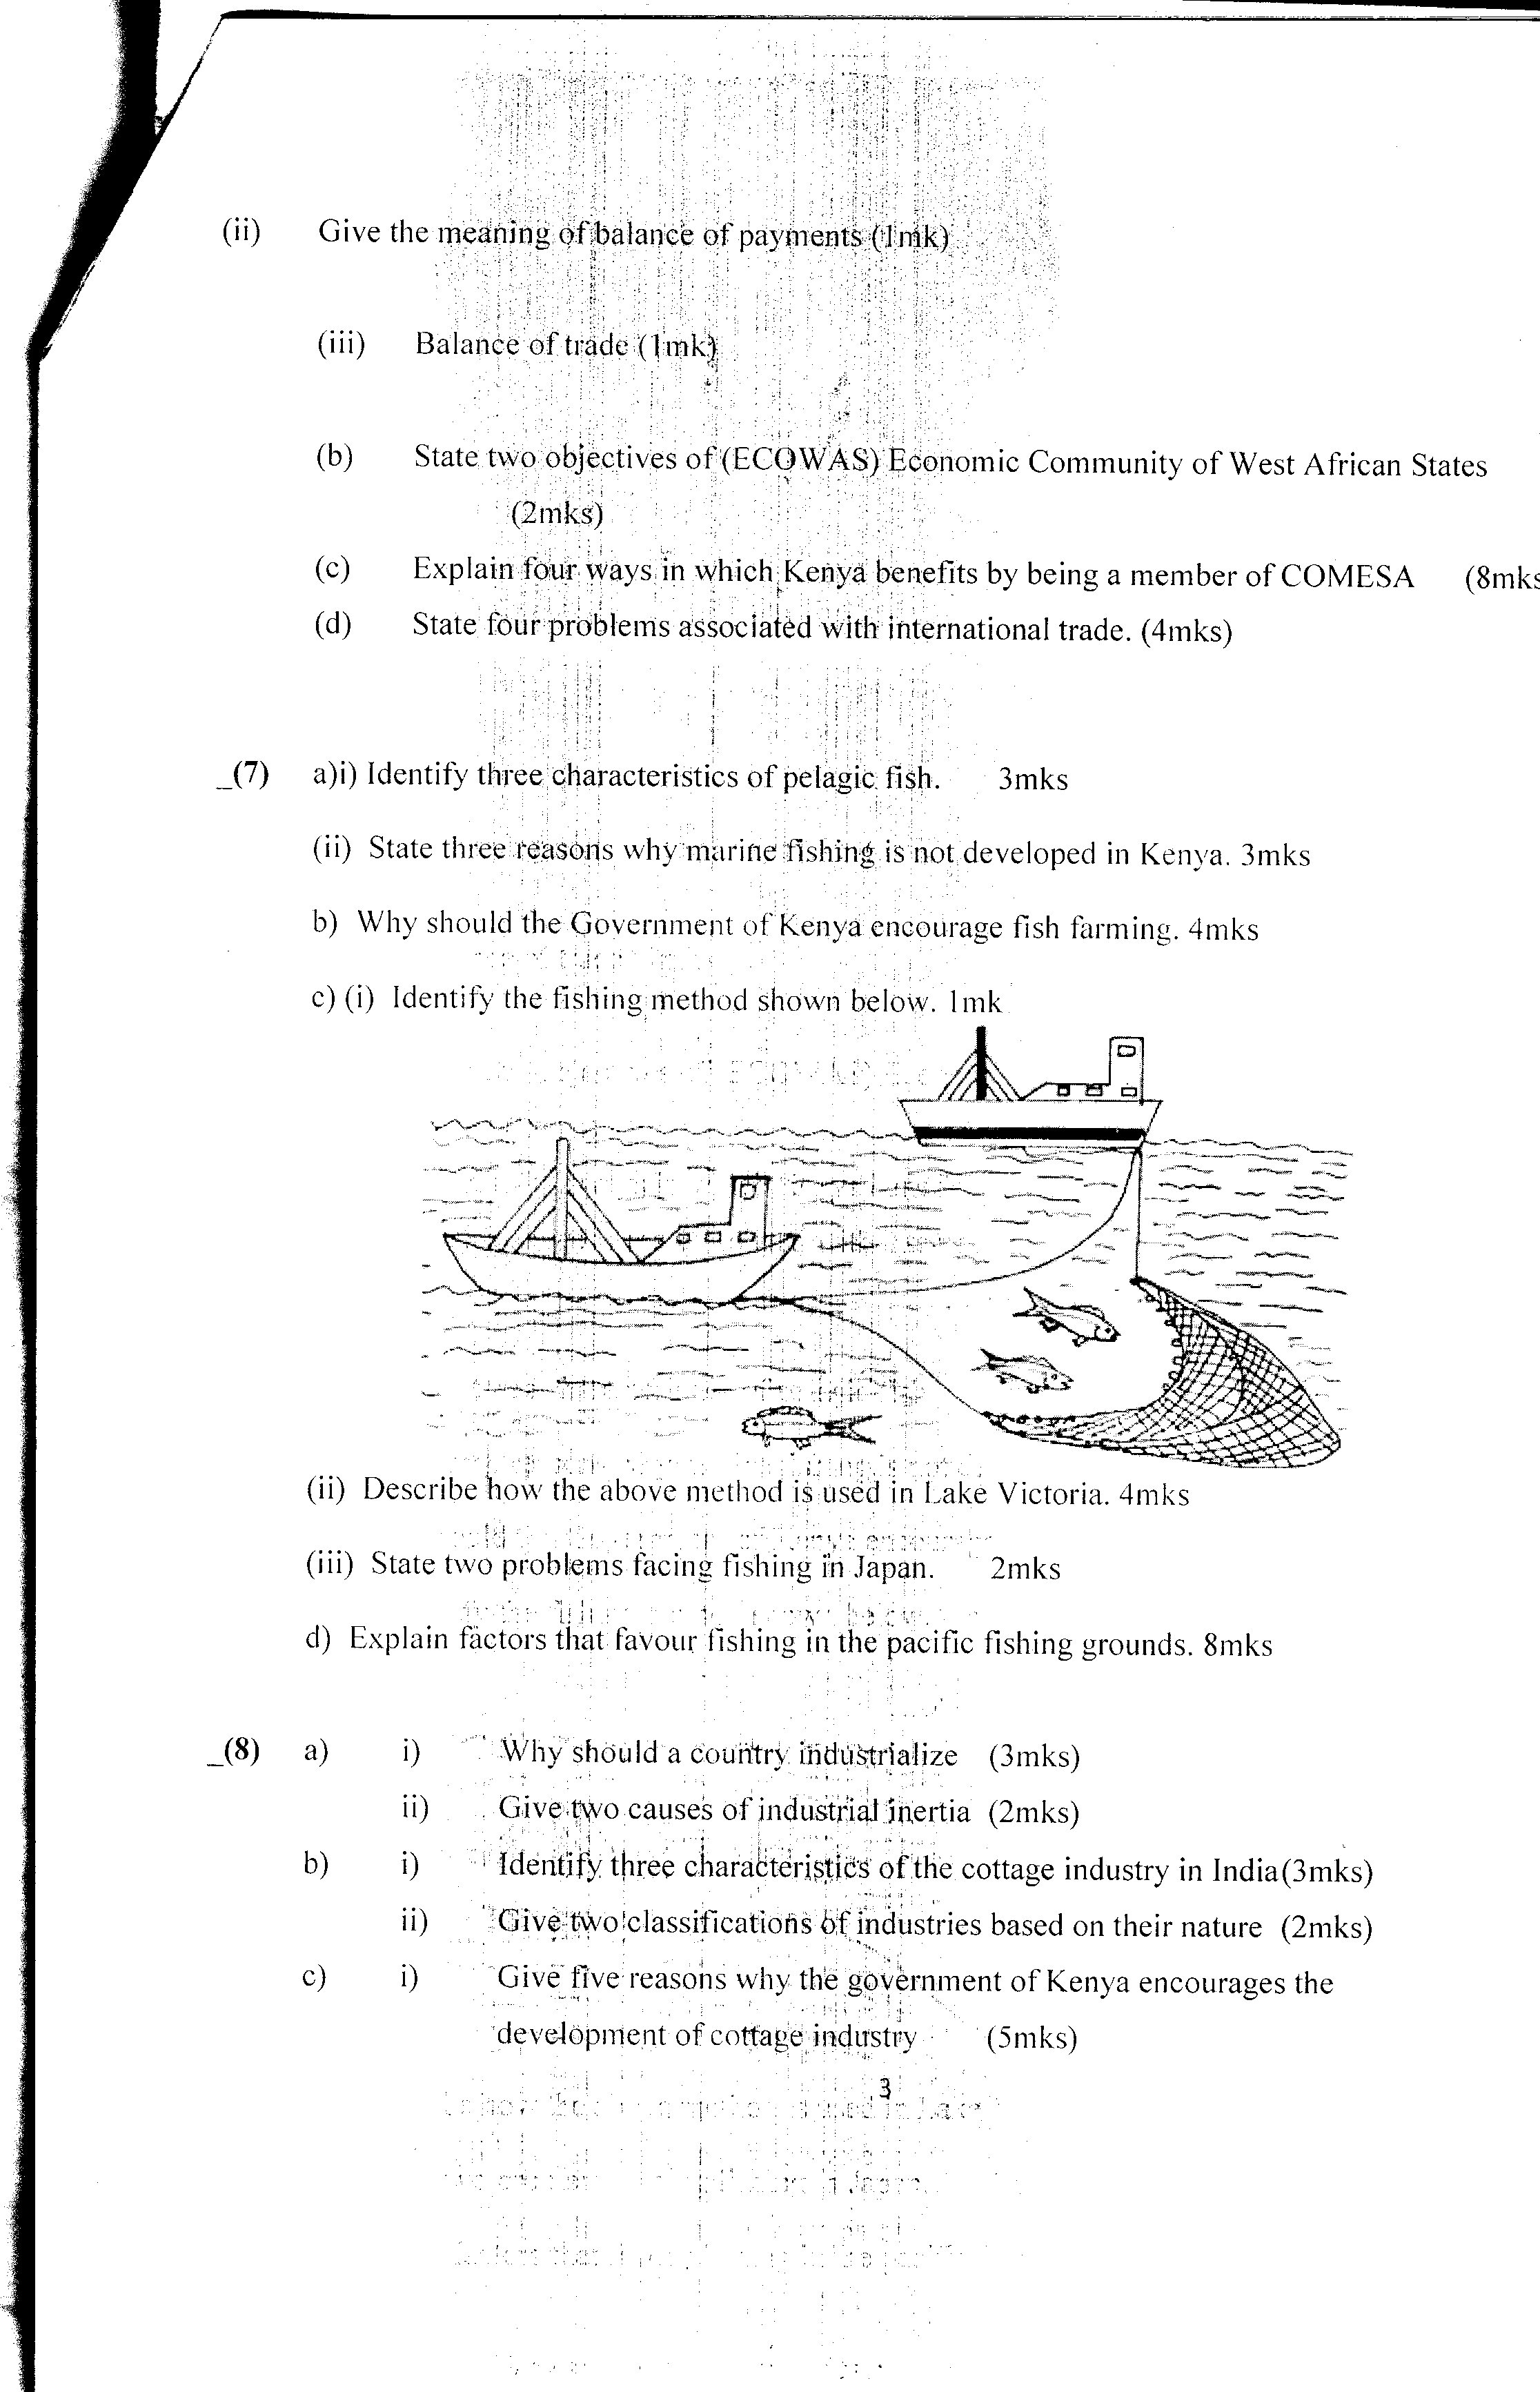 (ii) Give the meaning of balance of payments (1mk)
(iii) Balance of trade (1mk)
(b) State two objectives of (ECOWAS) Economic Community of West African States
(2mks)
(c) Explain four ways in which Kenya benefits by being a member of COMESA (8mks
(d) State four problems associated with international trade. (4mks)
_(7) a)i) Identify three characteristics of pelagic fish. 3mks
(ii) State three reasons why marine fishing is not developed in Kenya. 3mks
b) Why should the Government of Kenya encourage fish farming. 4mks
c) (i) Identify the fishing method shown below. 1mk
(ii) Describe how the above method is used in Lake Victoria. 4mks
(iii) State two problems facing fishing in Japan. 2mks
d) Explain factors that favour fishing in the pacific fishing grounds. 8mks
_(8) a) i) Why should a country industrialize (3mks)
ii) Give two causes of industrial inertia (2mks)
b) i) Identify three characteristics of the cottage industry in India(3mks)
ii) Give two classifications of industries based on their nature (2mks)
c) i) Give five reasons why the government of Kenya encourages the
development of cottage industry (5mks)
3